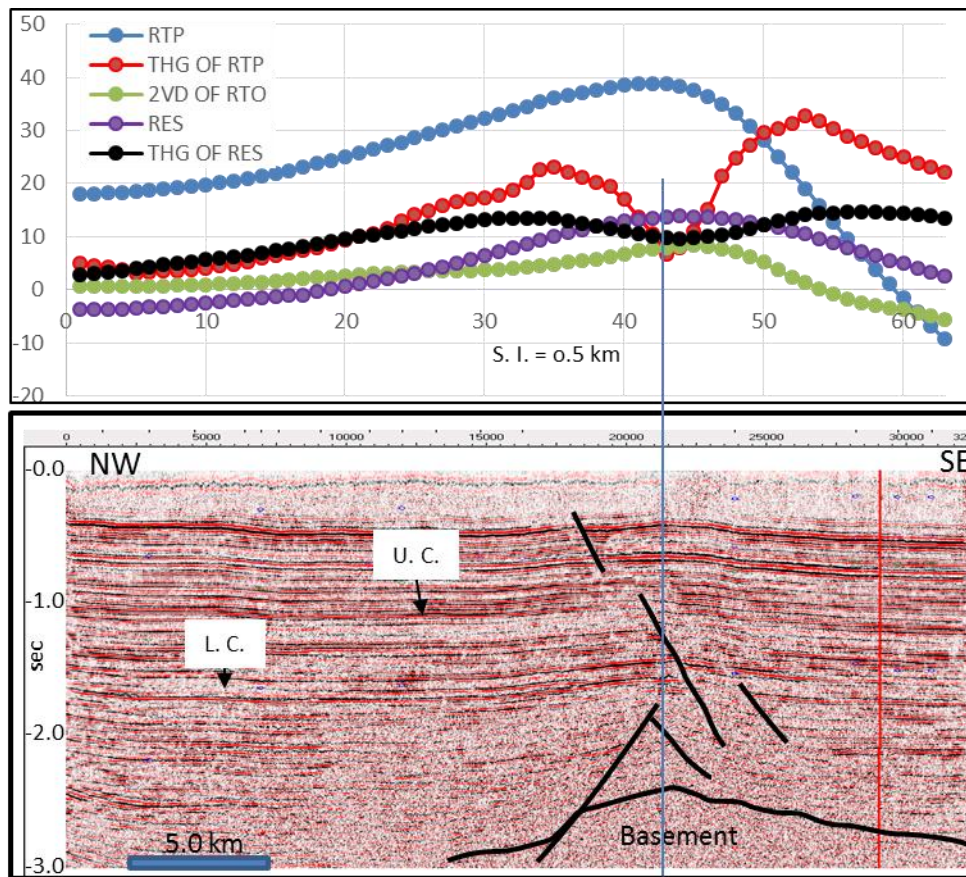 50
40
30
20
10
0
-10
-20
RTP
THG OF RTP
2VD OF RTO
RES
THG OF RES
0 10 20 30 40 50 60
S. I. = o.5 km
0 5000 10000 15000 20000 25000 30000
NW SE
-0.0
-1.0
-2.0
-3.0
sec
U. C.
L. C.
5.0 km
Basement